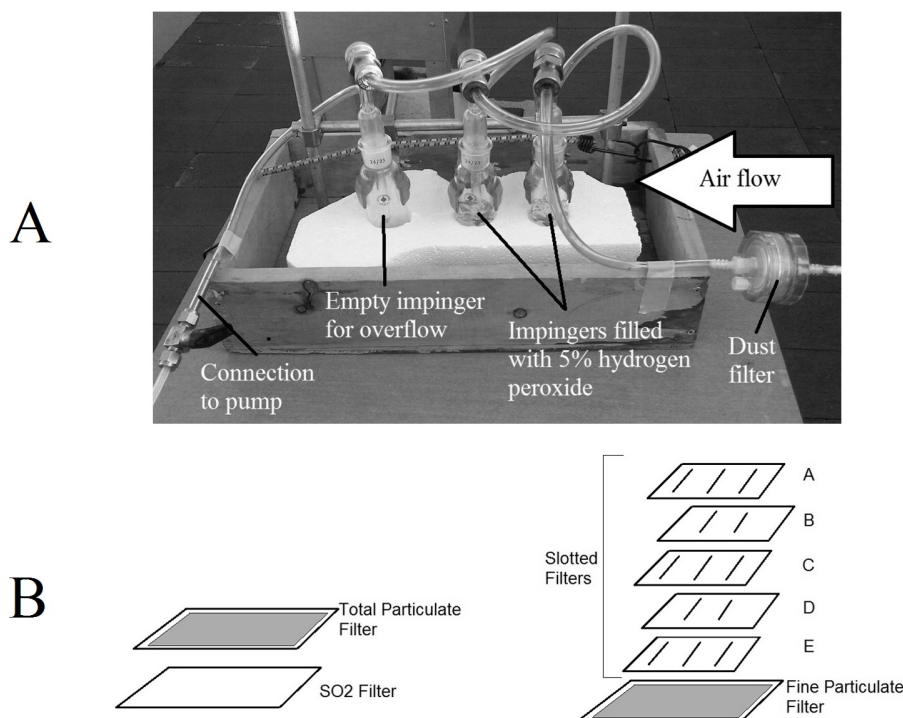 A
Air flow
Empty impinger
for overflow
Impingers filled
with 5% hydrogen
peroxide
Dust
filter
Connection
to pump
B
Total Particulate
Filter
SO2 Filter
Slotted
Filters
A
B
C
D
E
Fine Particulate
Filter